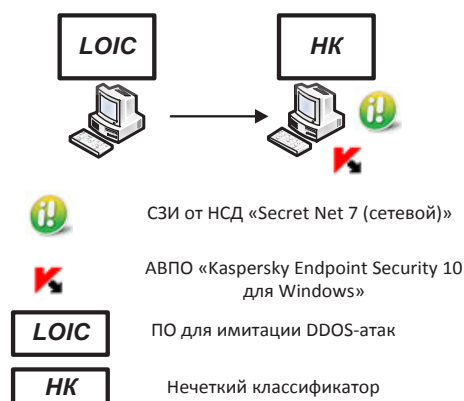 LOIC
НК
СЗИ от НСД «Secret Net 7 (сетевой)»
АВПО «Kaspersky Endpoint Security 10
для Windows»
LOIC
ПО для имитации DDOS-атак
НК
Нечеткий классификатор